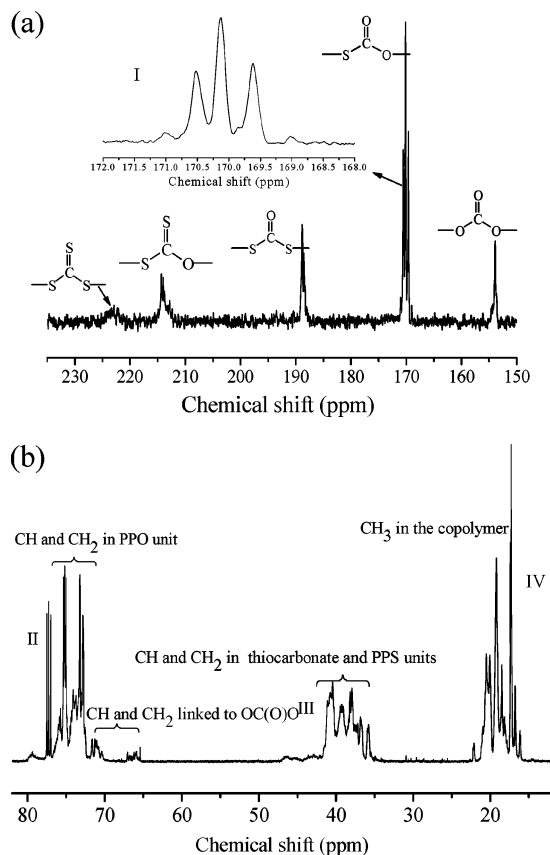 (a)
I
O
S C O
172.0 171.5 171.0 170.5 170.0 169.5 169.0 168.5 168.0
Chemical shift (ppm)
S
S C S
S
S C O
O
S C S
O
O C O
235 230 220 210 200 190 180 170 160 150
Chemical shift (ppm)
(b)
CH and CH2 in PPO unit
II
CH3 in the copolymer
IV
CH and CH2 in thiocarbonate and PPS units
CH and CH2 linked to OC(O)O
III
80 70 60 50 40 30 20
Chemical shift (ppm)